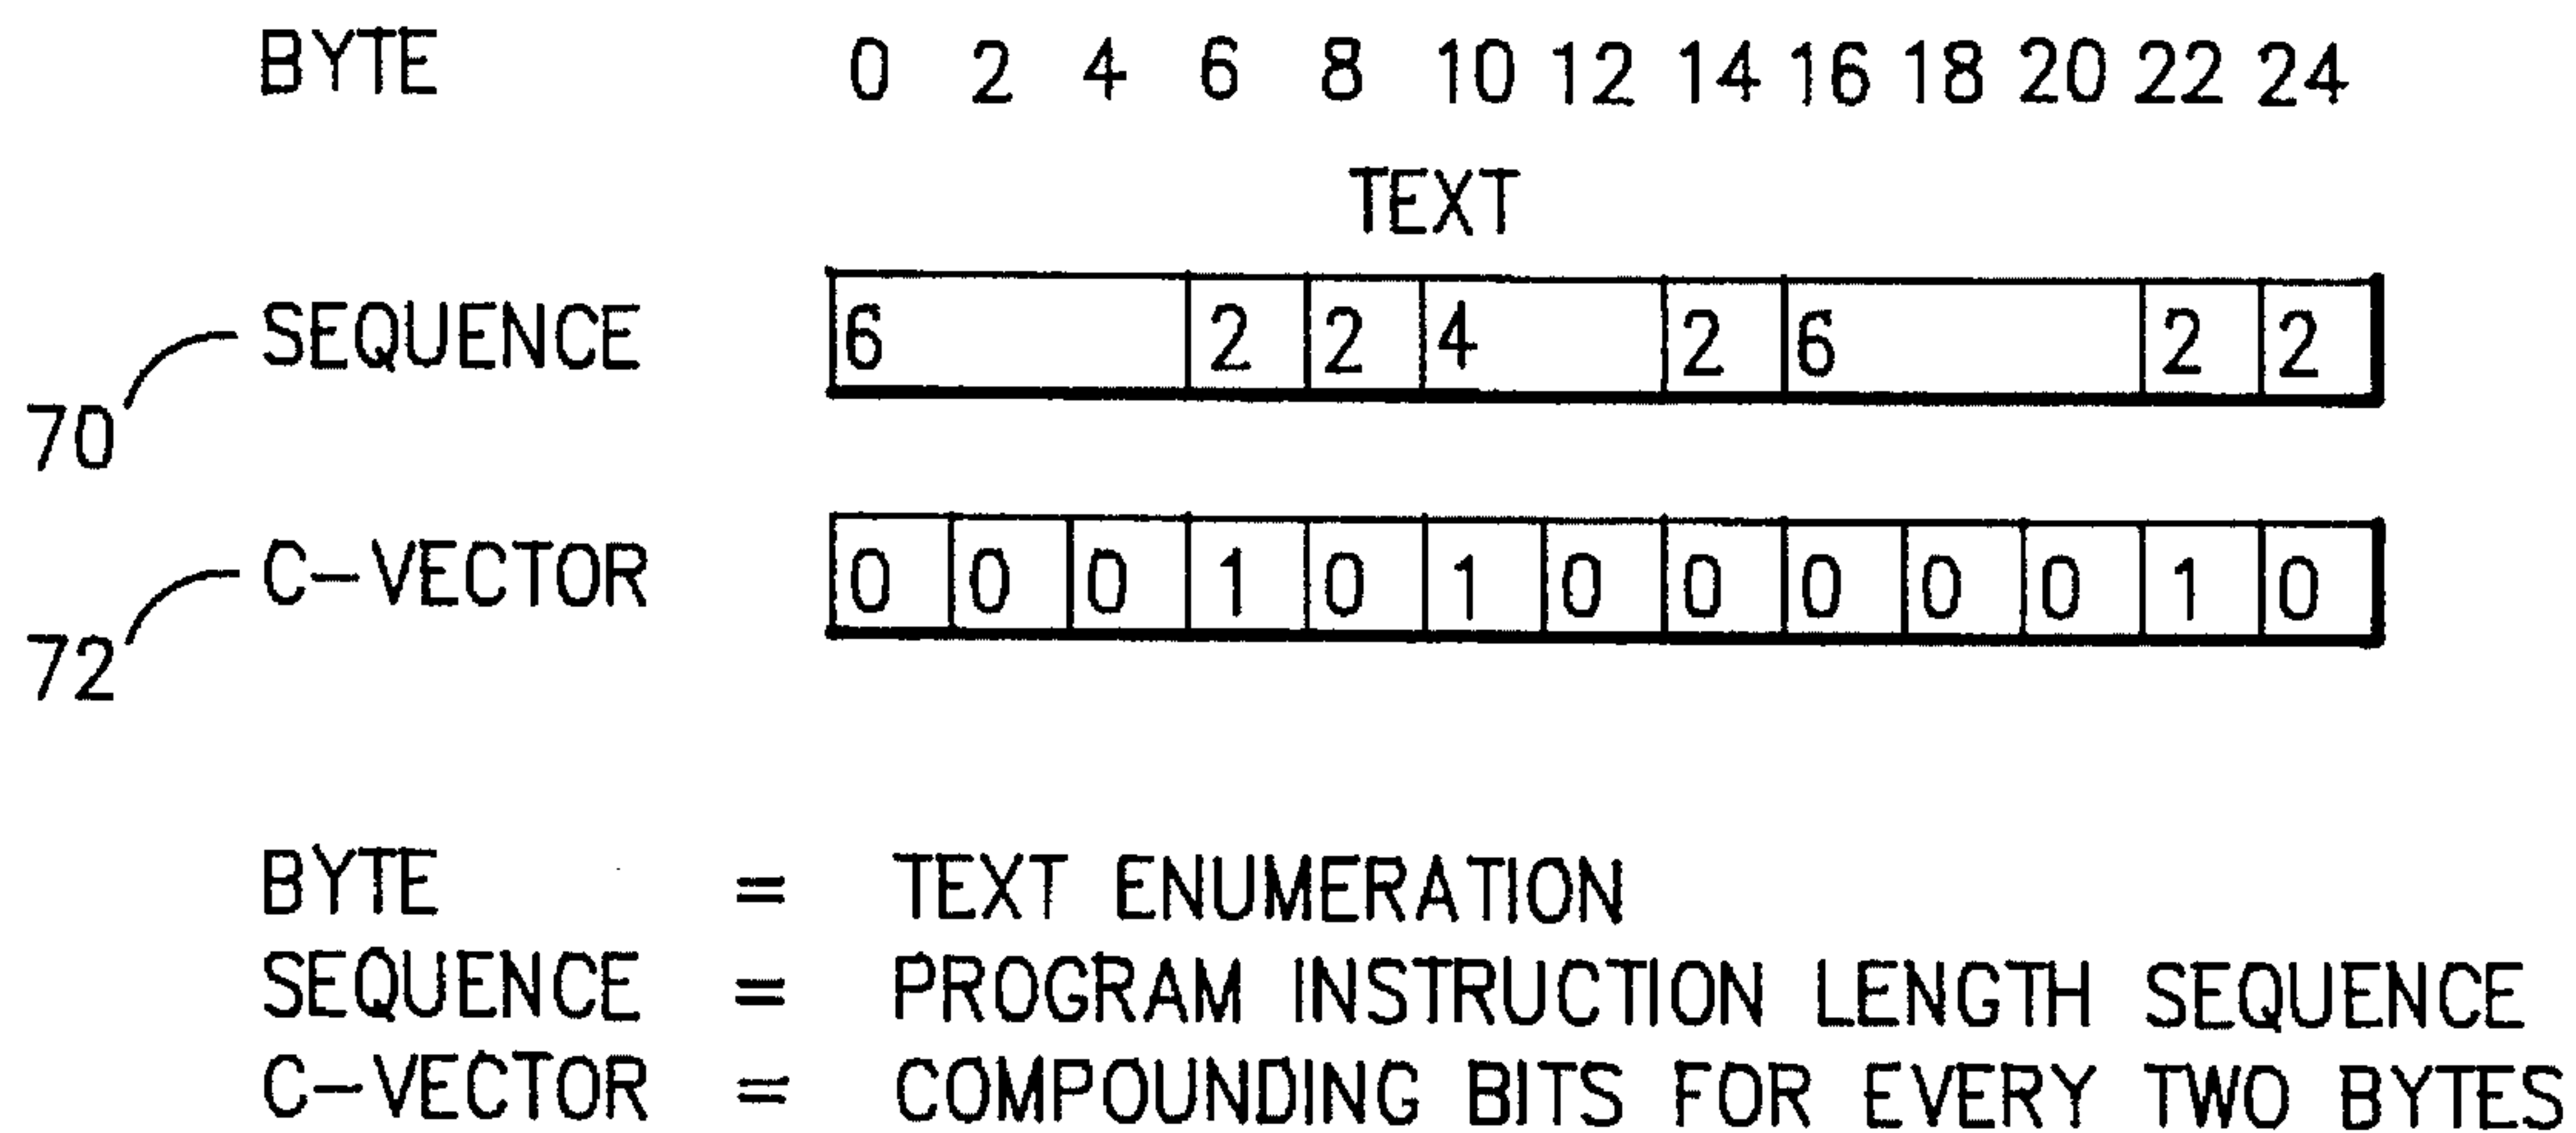 BYTE 0 2 4 6 8 10 12 14 16 18 20 22 24
TEXT
SEQUENCE 6 2 2 4 2 6 2 2
70
C-VECTOR 0 0 0 1 0 1 0 0 0 0 0 1 0
72
BYTE = TEXT ENUMERATION
SEQUENCE = PROGRAM INSTRUCTION LENGTH SEQUENCE
C-VECTOR = COMPOUNDING BITS FOR EVERY TWO BYTES